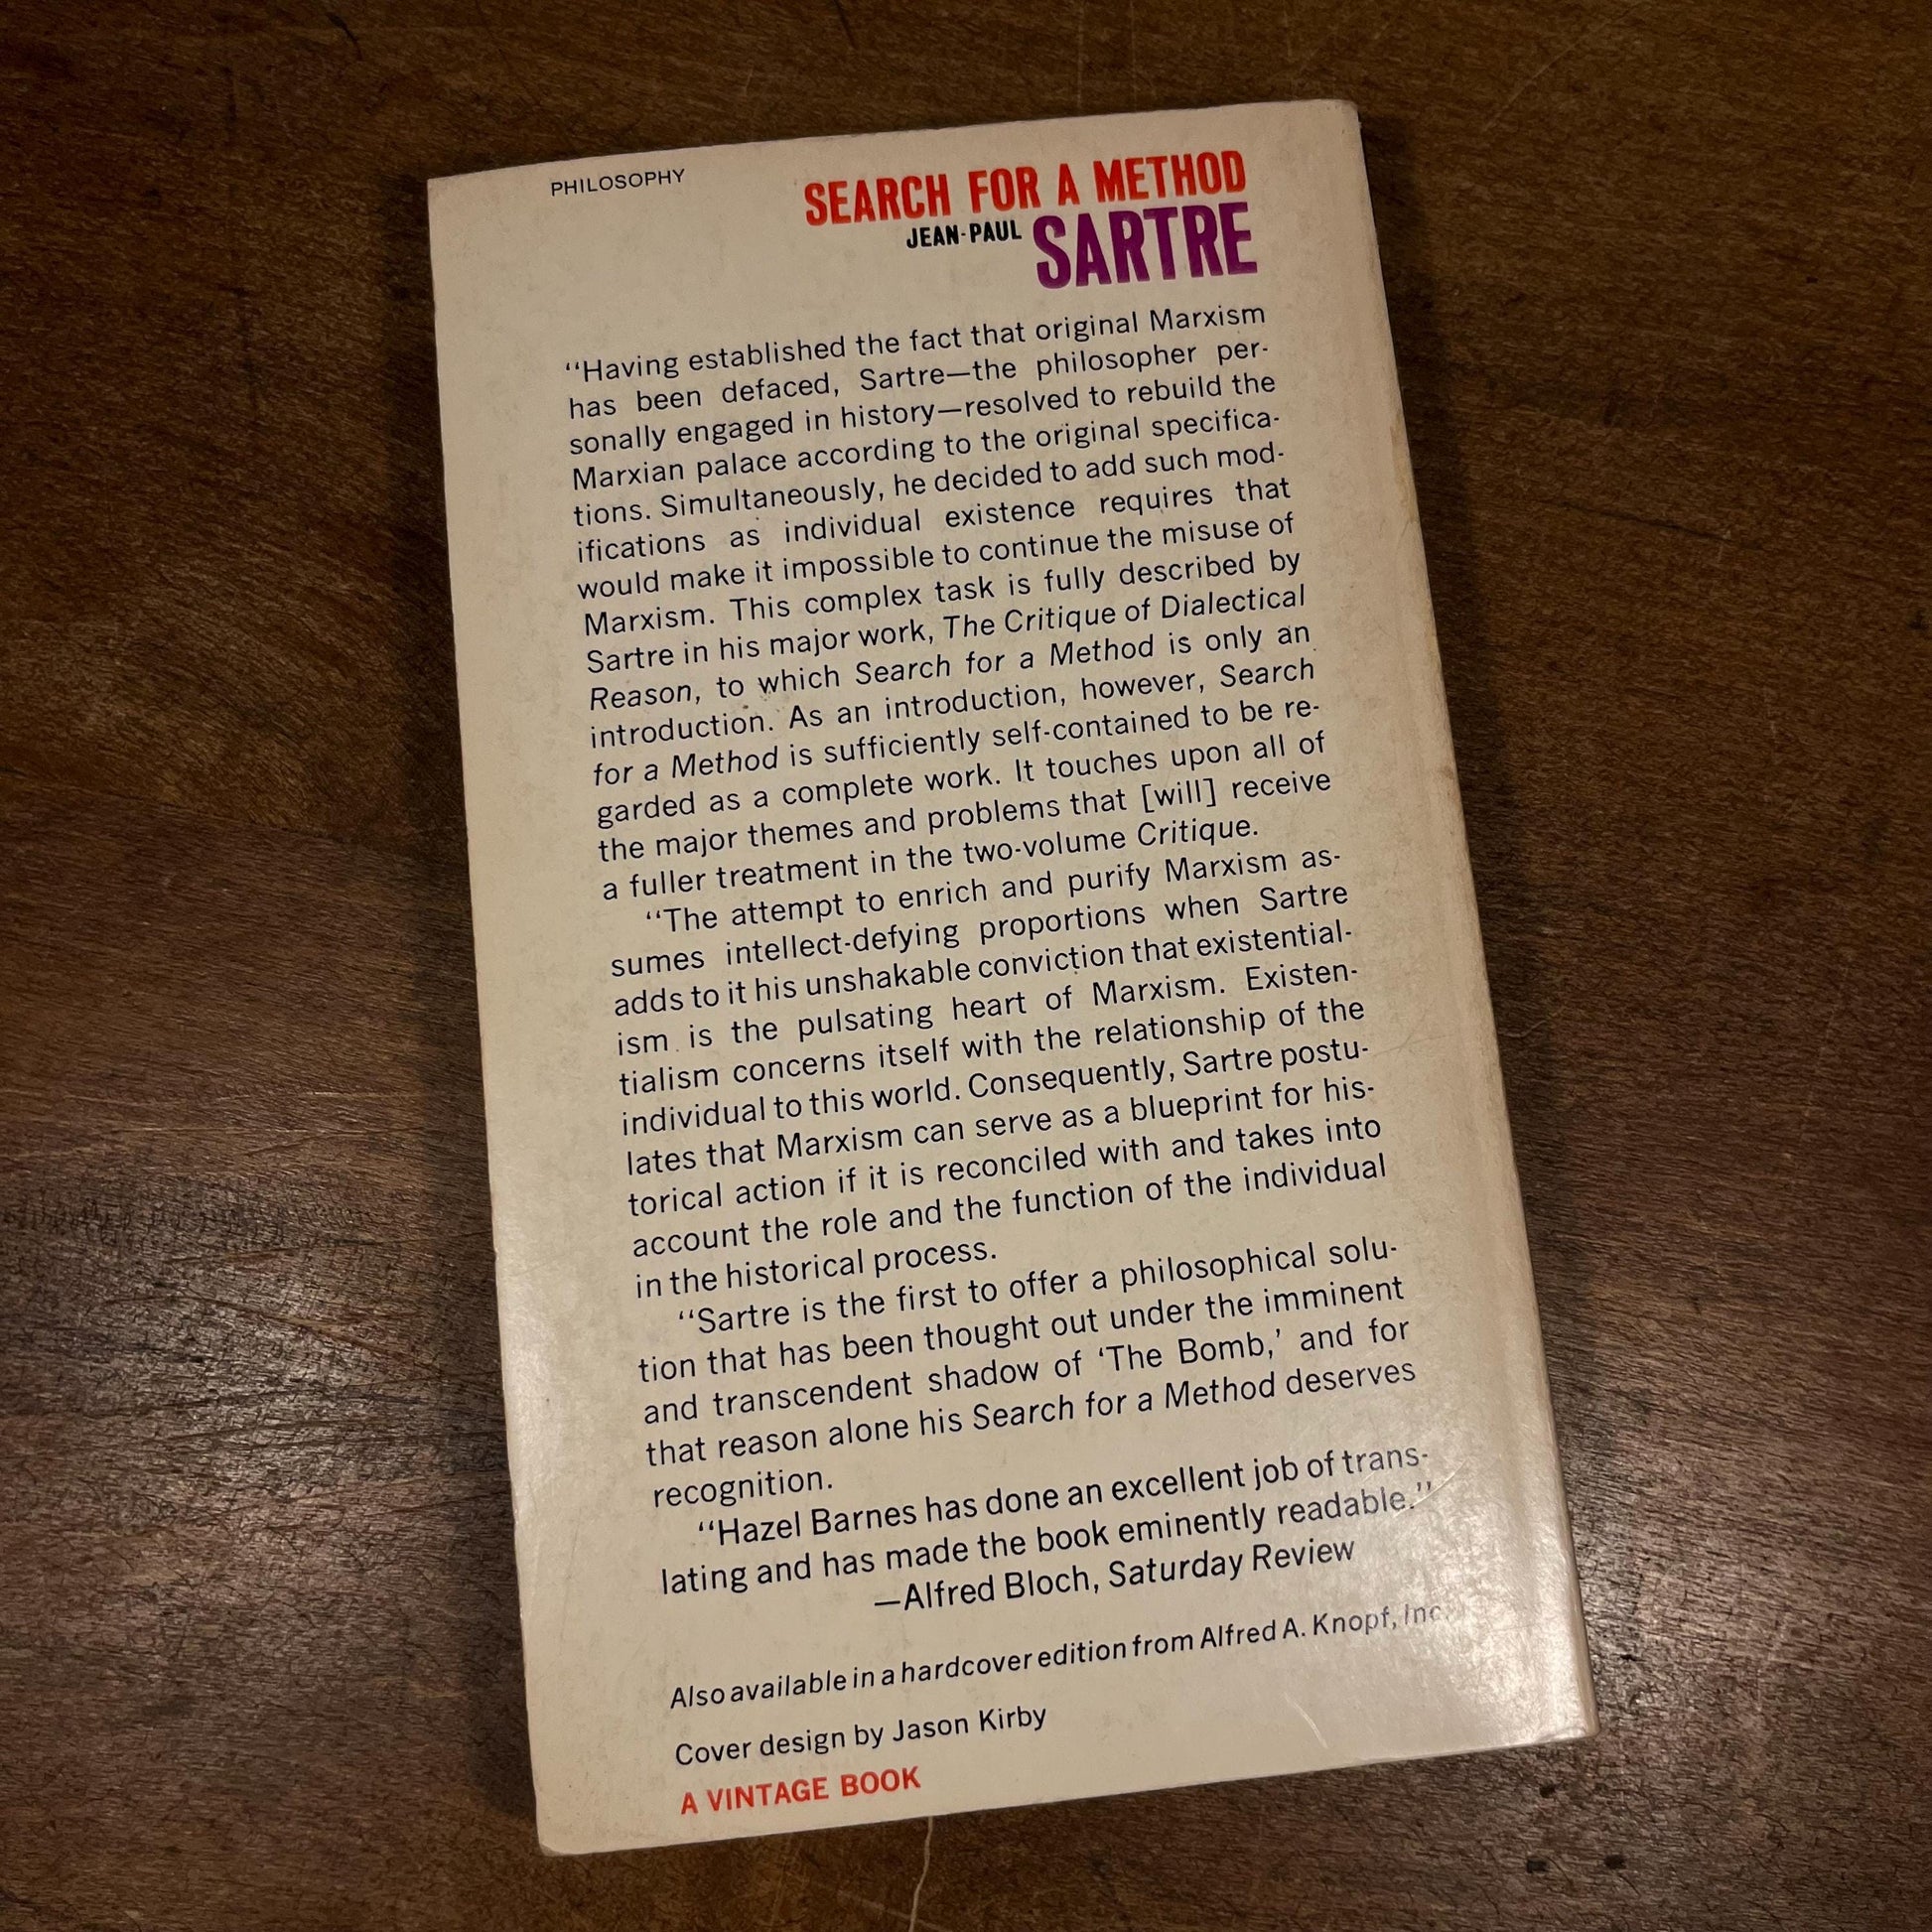 PHILOSOPHY
SEARCH FOR A METHOD
JEAN-PAUL SARTRE
“Having established the fact that original Marxism
has been defaced, Sartre—the philosopher per-
sonally engaged in history—resolved to rebuild the
Marxian palace according to the original specifica-
tions. Simultaneously, he decided to add such mod-
ifications as individual existence requires that
would make it impossible to continue the misuse of
Marxism. This complex task is fully described by
Sartre in his major work, The Critique of Dialectical
Reason, to which Search for a Method is only an
introduction. As an introduction, however, Search
for a Method is sufficiently self-contained to be re-
garded as a complete work. It touches upon all of
the major themes and problems that [will] receive
a fuller treatment in the two-volume Critique.
“The attempt to enrich and purify Marxism as-
sumes intellect-defying proportions when Sartre
adds to it his unshakable conviction that existential-
ism is the pulsating heart of Marxism. Existen-
tialism concerns itself with the relationship of the
individual to this world. Consequently, Sartre postu-
lates that Marxism can serve as a blueprint for his-
torical action if it is reconciled with and takes into
account the role and the function of the individual
in the historical process.
“Sartre is the first to offer a philosophical solu-
tion that has been thought out under the imminent
and transcendent shadow of ‘The Bomb,’ and for
that reason alone his Search for a Method deserves
recognition.
“Hazel Barnes has done an excellent job of trans-
lating and has made the book eminently readable.”
—Alfred Bloch, Saturday Review
Also available in a hardcover edition from Alfred A. Knopf, Inc.
Cover design by Jason Kirby
A VINTAGE BOOK